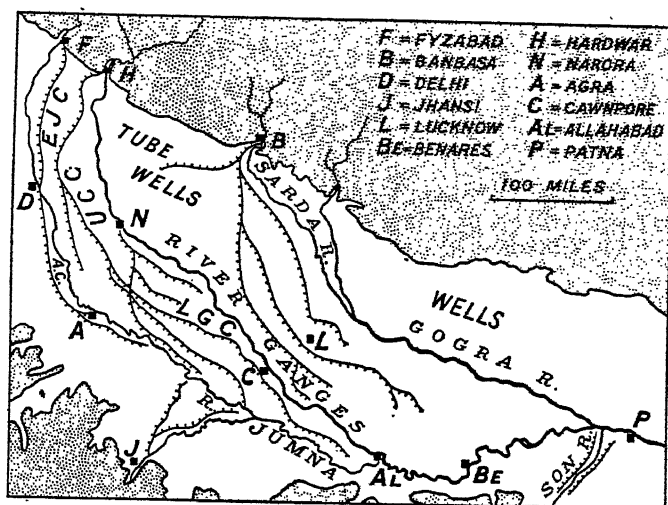 F = FYZABAD H = HARDWAR
B = BANBASA N = NARORA
D = DELHI A = AGRA
J = JHANSI C = CAWNPORE
L = LUCKNOW AL = ALLAHABAD
BE = BENARES P = PATNA
100 MILES
F
H
EJC
UGC
TUBE
WELLS
B
SARDA R.
D
N
RIVER GANGES
A.C.
A
LGC
L
WELLS
GOGRA R.
C
R. JUMNA
J
AL
BE
SON R.
P